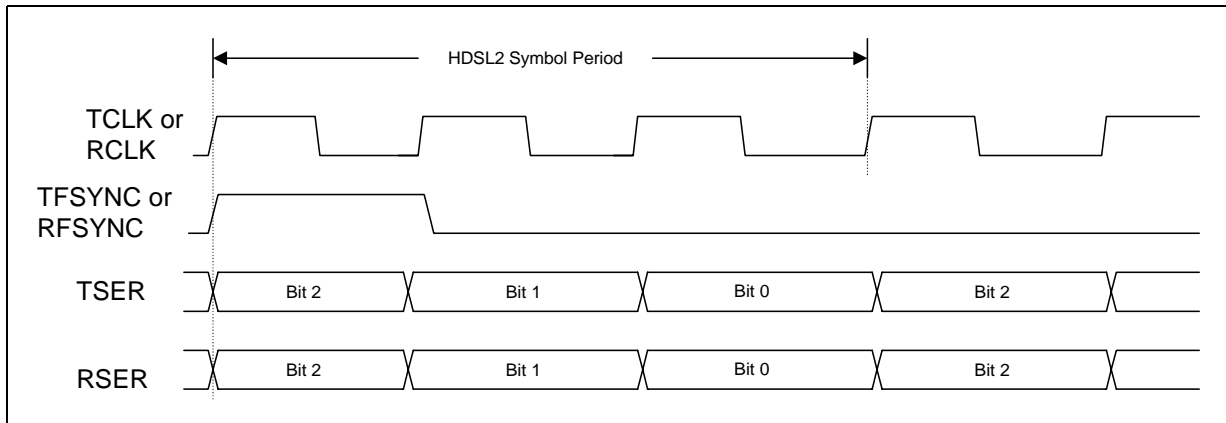 HDSL2 Symbol Period
TCLK or
RCLK
TFSYNC or
RFSYNC
TSER
Bit 2
Bit 1
Bit 0
Bit 2
RSER
Bit 2
Bit 1
Bit 0
Bit 2